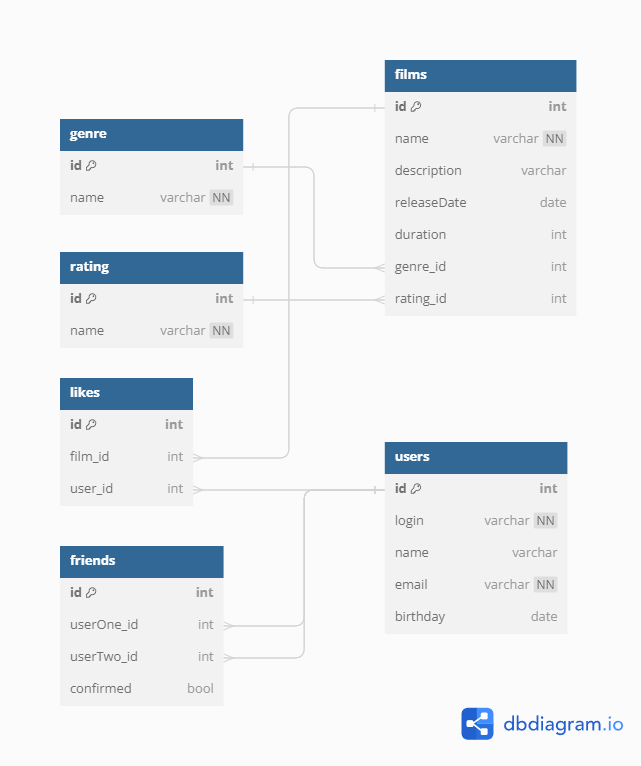 films
id int
name varchar NN
description varchar
releaseDate date
duration int
genre_id int
rating_id int
genre
id int
name varchar NN
rating
id int
name varchar NN
likes
id int
film_id int
user_id int
users
id int
login varchar NN
name varchar
email varchar NN
birthday date
friends
id int
userOne_id int
userTwo_id int
confirmed bool
dbdiagram.io